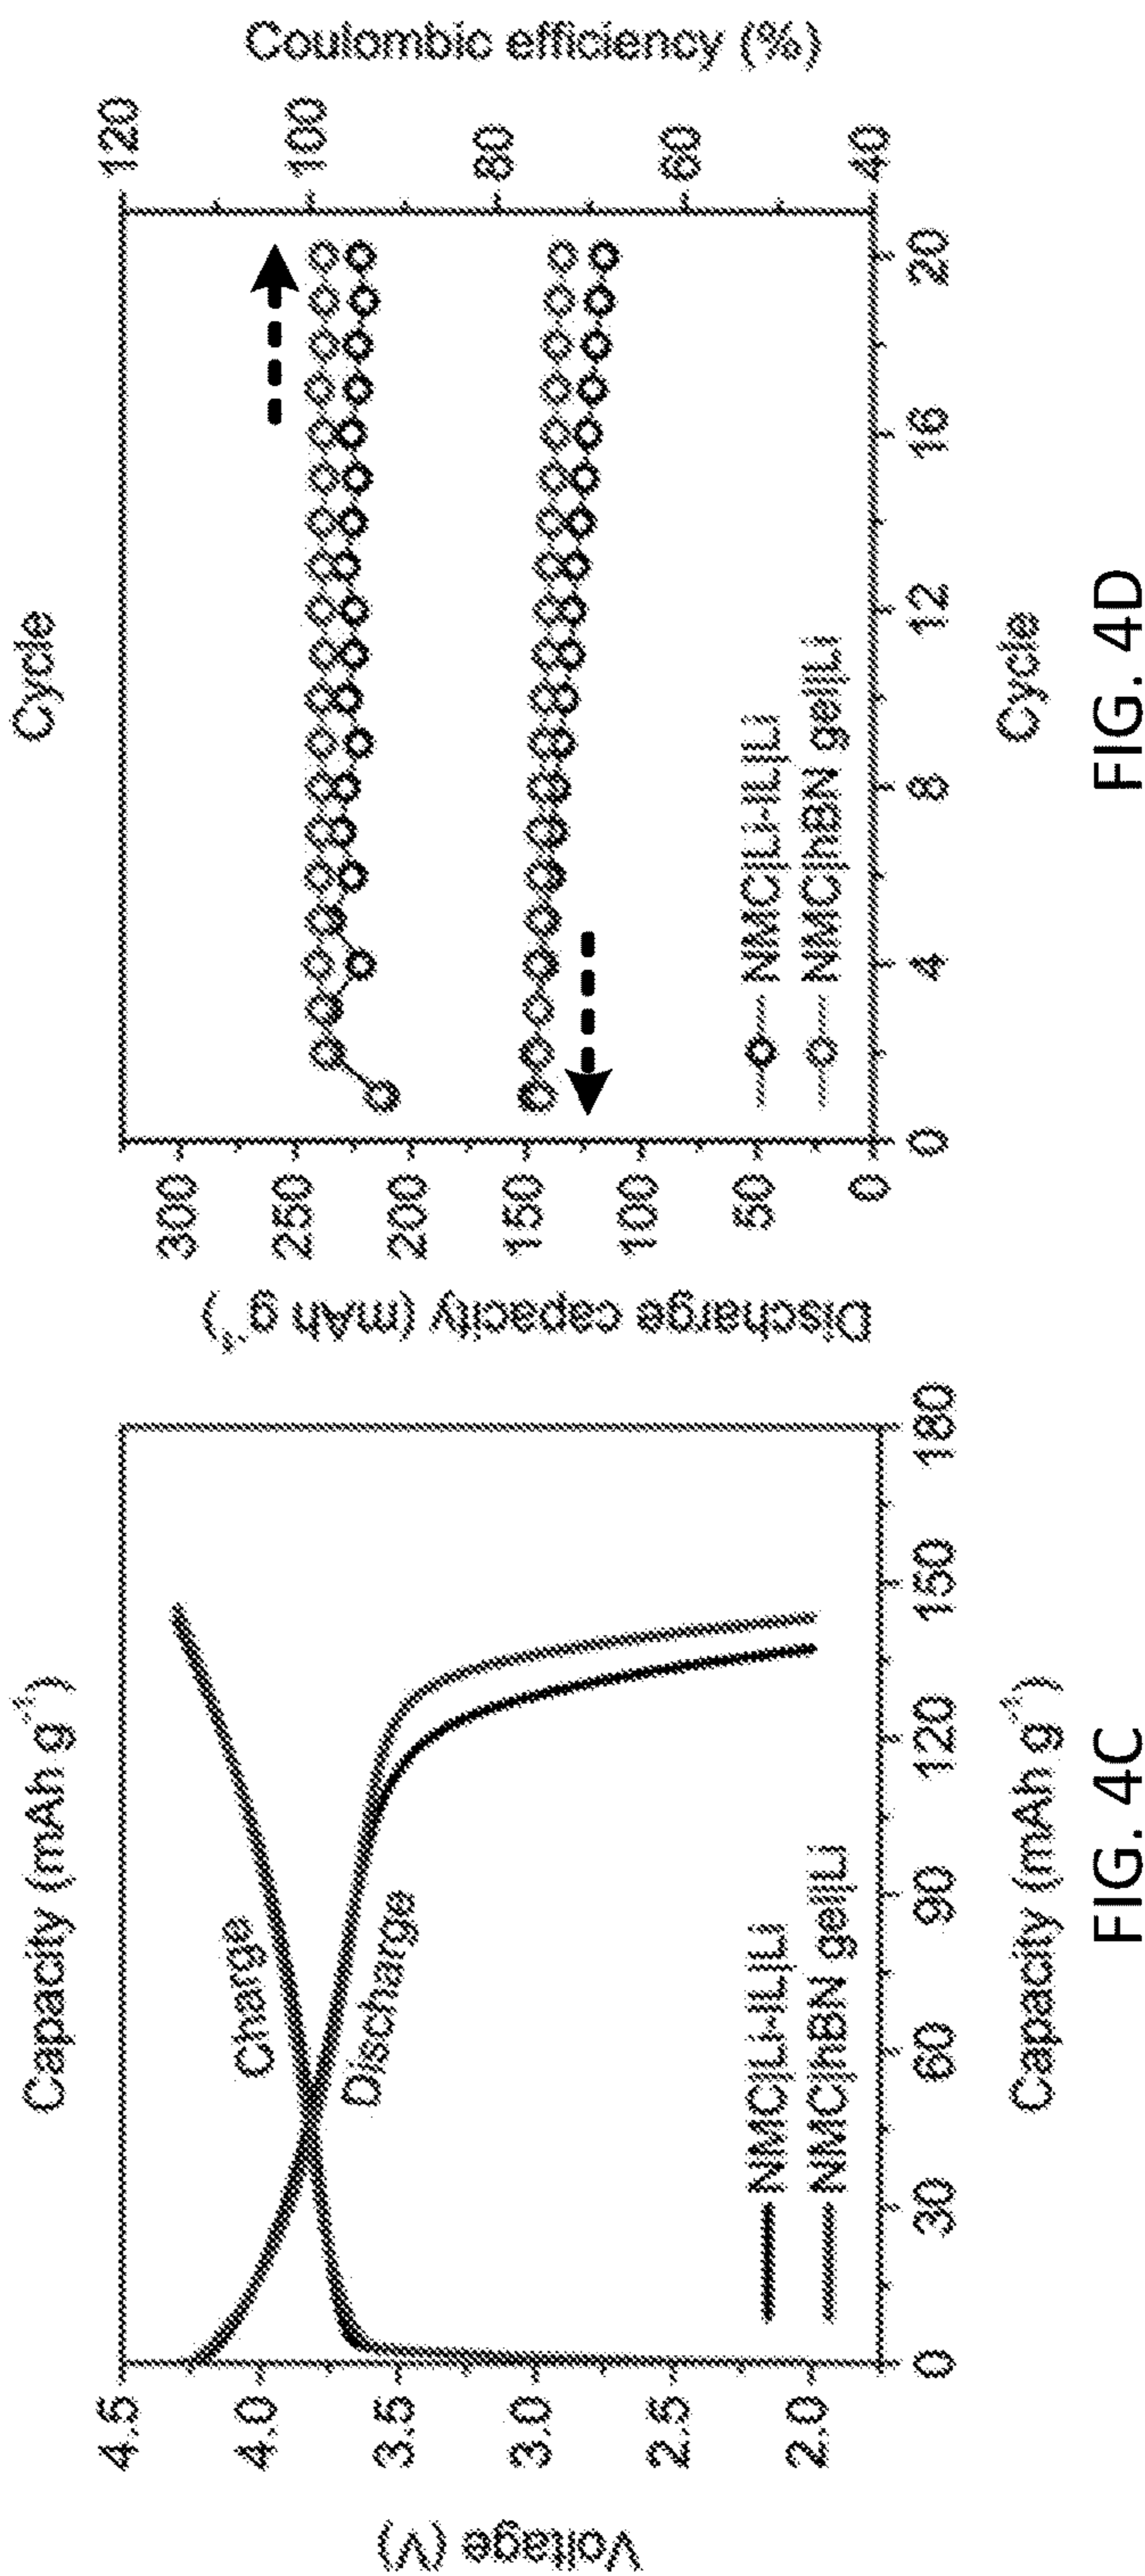 Capacity (mAh g⁻¹)
Voltage (V)
4.5
4.0
3.5
3.0
2.5
2.0
Charge
Discharge
NMC|Li-IL|Li
NMC|hBN gel|Li
0
30
60
90
120
150
180
Capacity (mAh g⁻¹)
FIG. 4C
Cycle
Discharge capacity (mAh g⁻¹)
300
250
200
150
100
50
0
NMC|Li-IL|Li
NMC|hBN gel|Li
0
4
8
12
16
20
Cycle
120
100
80
60
40
Coulombic efficiency (%)
FIG. 4D